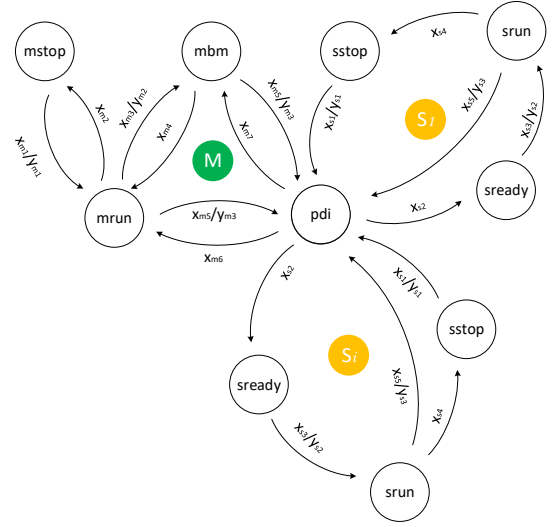 srun
mstop
mbm
sstop
xs4
xm3/ym2
xm5/ym3
xm2
xs1/ys1
xs5/ys3
xs3/ys2
S1
xm1/ym1
xm4
xm7
M
sready
mrun
xm5/ym3
pdi
xs2
xm6
xs2
xs1/ys1
sstop
Si
sready
xs5/ys3
xs4
xs3/ys2
srun